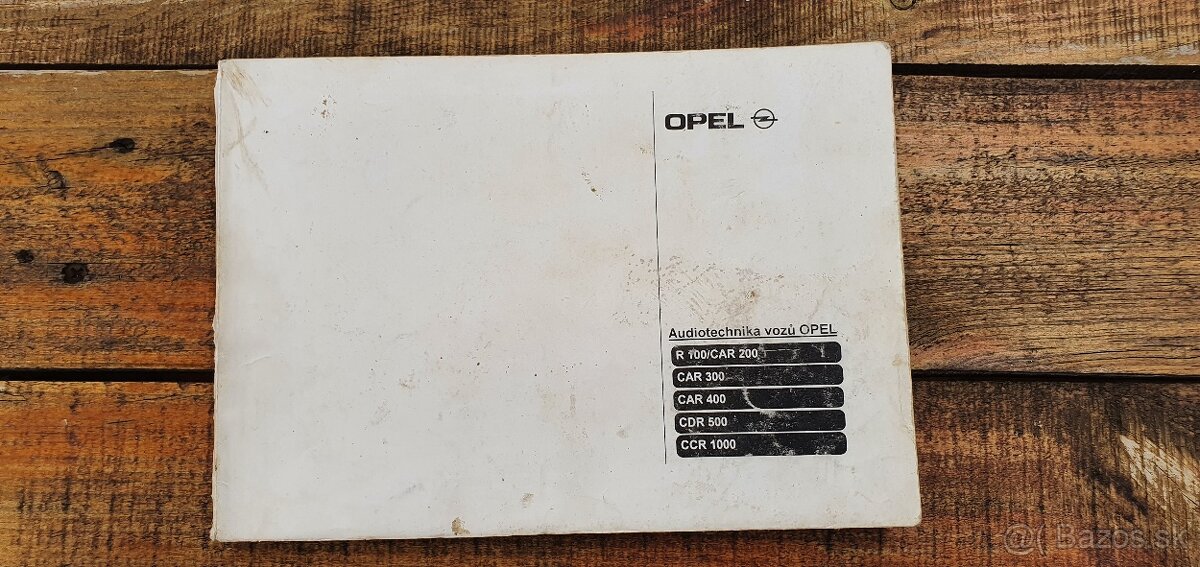 OPEL
Audiotechnika vozů OPEL
R 100/CAR 200
CAR 300
CAR 400
CDR 500
CCR 1000
@( Bazos.sk